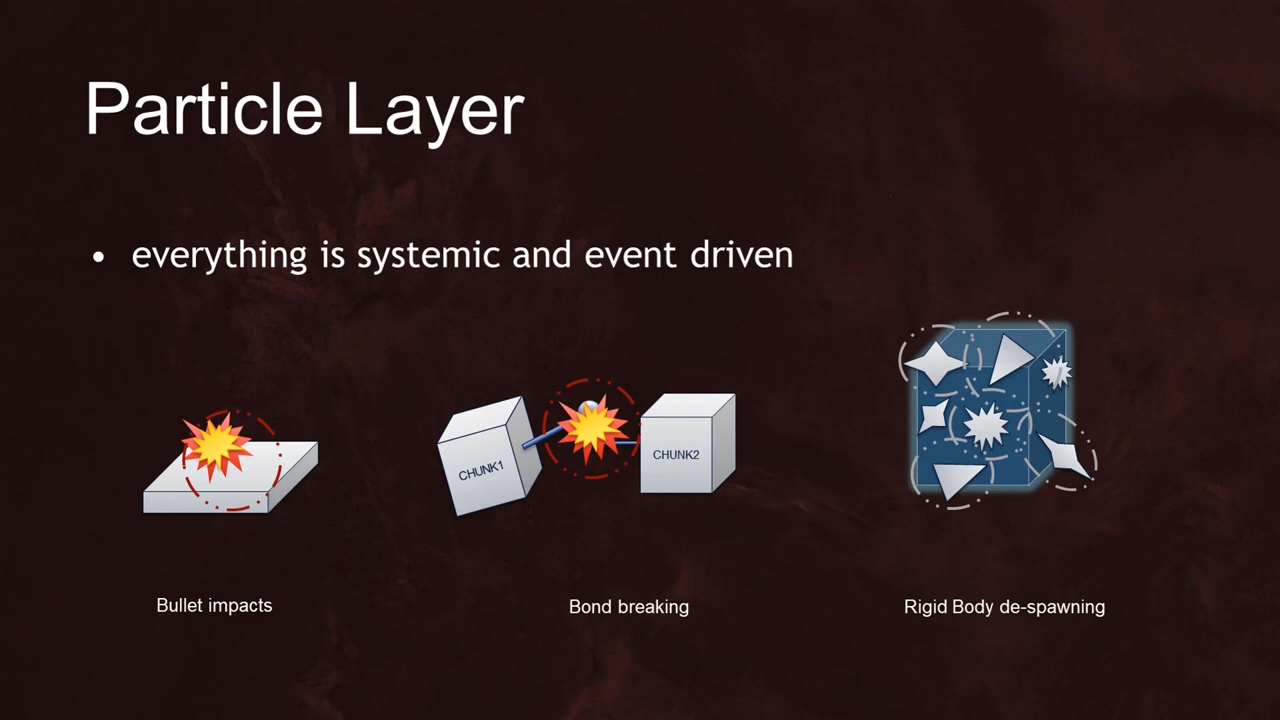 Particle Layer
• everything is systemic and event driven
CHUNK1
CHUNK2
Bullet impacts
Bond breaking
Rigid Body de-spawning